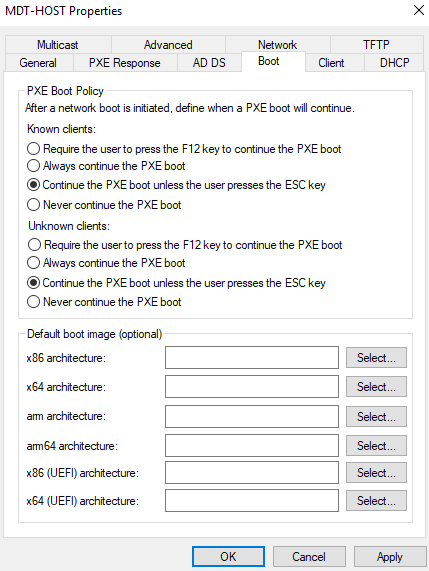 MDT-HOST Properties
Multicast Advanced Network TFTP
General PXE Response AD DS Boot Client DHCP
PXE Boot Policy
After a network boot is initiated, define when a PXE boot will continue.
Known clients:
Require the user to press the F12 key to continue the PXE boot
Always continue the PXE boot
Continue the PXE boot unless the user presses the ESC key
Never continue the PXE boot
Unknown clients:
Require the user to press the F12 key to continue the PXE boot
Always continue the PXE boot
Continue the PXE boot unless the user presses the ESC key
Never continue the PXE boot
Default boot image (optional)
x86 architecture: Select...
x64 architecture: Select...
arm architecture: Select...
arm64 architecture: Select...
x86 (UEFI) architecture: Select...
x64 (UEFI) architecture: Select...
OK Cancel Apply